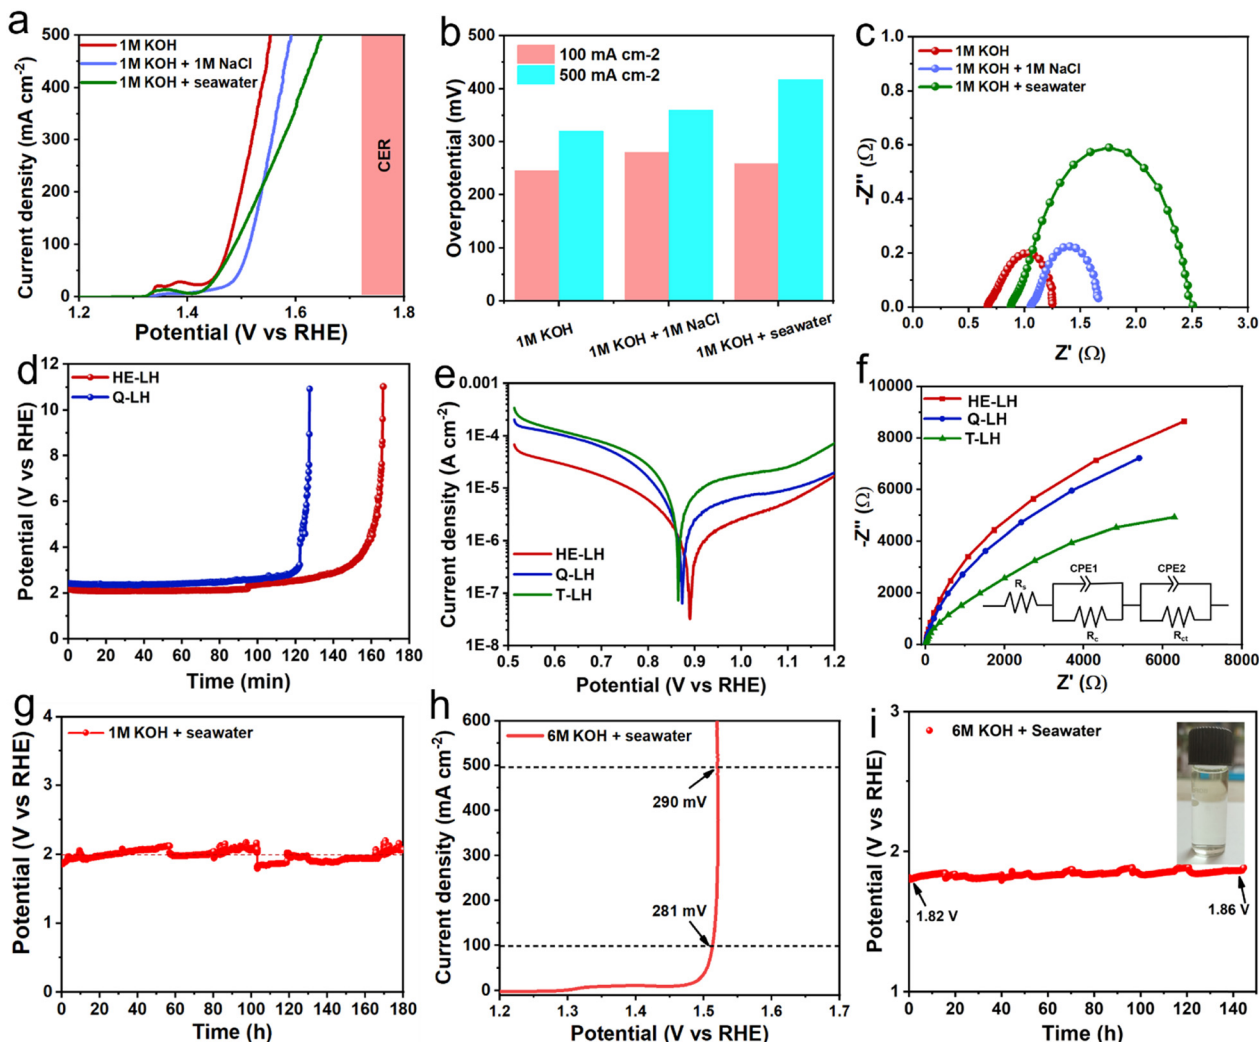 a
500
400
300
200
100
0
1.2
1.4
1.6
1.8
Current density (mA cm-2)
Potential (V vs RHE)
1M KOH
1M KOH + 1M NaCl
1M KOH + seawater
CER
b
500
400
300
200
100
0
Overpotential (mV)
100 mA cm-2
500 mA cm-2
1M KOH
1M KOH + 1M NaCl
1M KOH + seawater
c
1.0
0.8
0.6
0.4
0.2
0.0
0.0
0.5
1.0
1.5
2.0
2.5
3.0
-Z'' (Ω)
Z' (Ω)
1M KOH
1M KOH + 1M NaCl
1M KOH + seawater
d
12
10
8
6
4
2
0
20
40
60
80
100
120
140
160
180
Potential (V vs RHE)
Time (min)
HE-LH
Q-LH
e
0.001
1E-4
1E-5
1E-6
1E-7
1E-8
0.5
0.6
0.7
0.8
0.9
1.0
1.1
1.2
Current density (A cm-2)
Potential (V vs RHE)
HE-LH
Q-LH
T-LH
f
10000
8000
6000
4000
2000
0
0
2000
4000
6000
8000
-Z'' (Ω)
Z' (Ω)
HE-LH
Q-LH
T-LH
Rs
CPE1
Rc
CPE2
Rct
g
4
3
2
1
0
0
20
40
60
80
100
120
140
160
180
Potential (V vs RHE)
Time (h)
1M KOH + seawater
h
600
500
400
300
200
100
0
1.2
1.3
1.4
1.5
1.6
1.7
Current density (mA cm-2)
Potential (V vs RHE)
6M KOH + seawater
290 mV
281 mV
i
3
2
1
0
20
40
60
80
100
120
140
Potential (V vs RHE)
Time (h)
6M KOH + Seawater
1.82 V
1.86 V